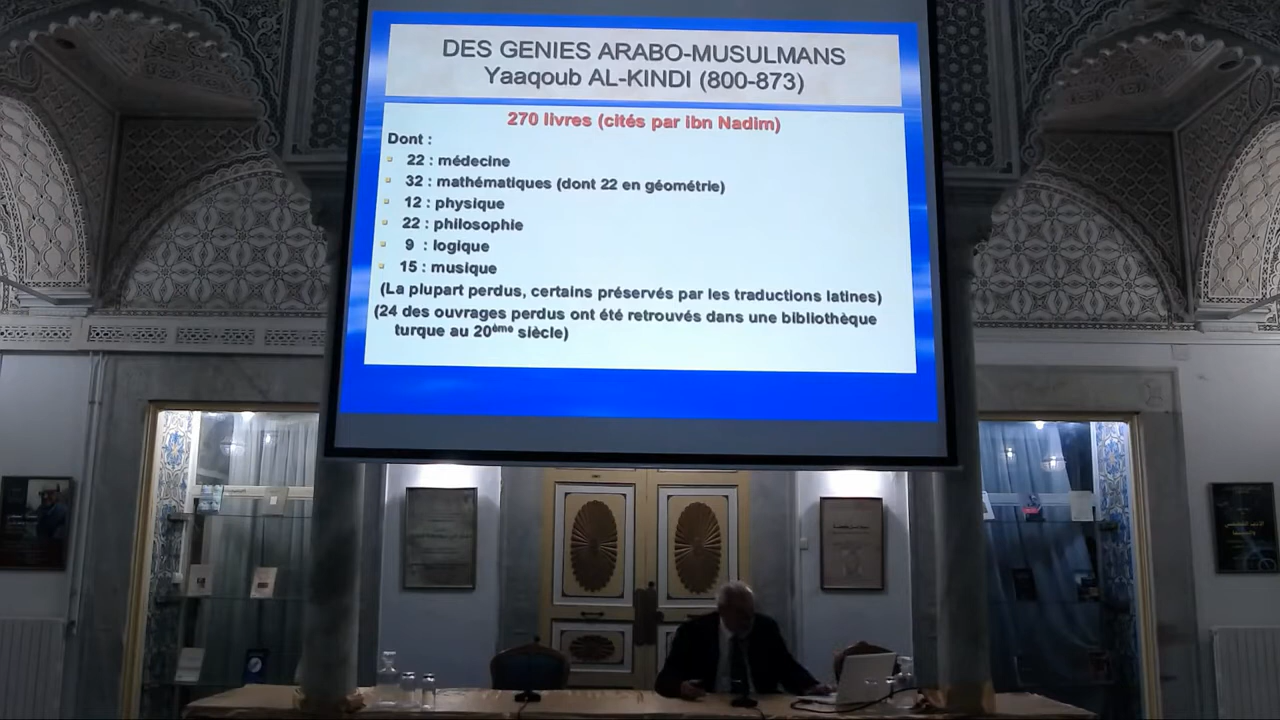 DES GENIES ARABO-MUSULMANS
Yaaqoub AL-KINDI (800-873)
270 livres (cités par ibn Nadim)
Dont :
22 : médecine
32 : mathématiques (dont 22 en géométrie)
12 : physique
22 : philosophie
9 : logique
15 : musique
(La plupart perdus, certains préservés par les traductions latines)
(24 des ouvrages perdus ont été retrouvés dans une bibliothèque
turque au 20ème siècle)